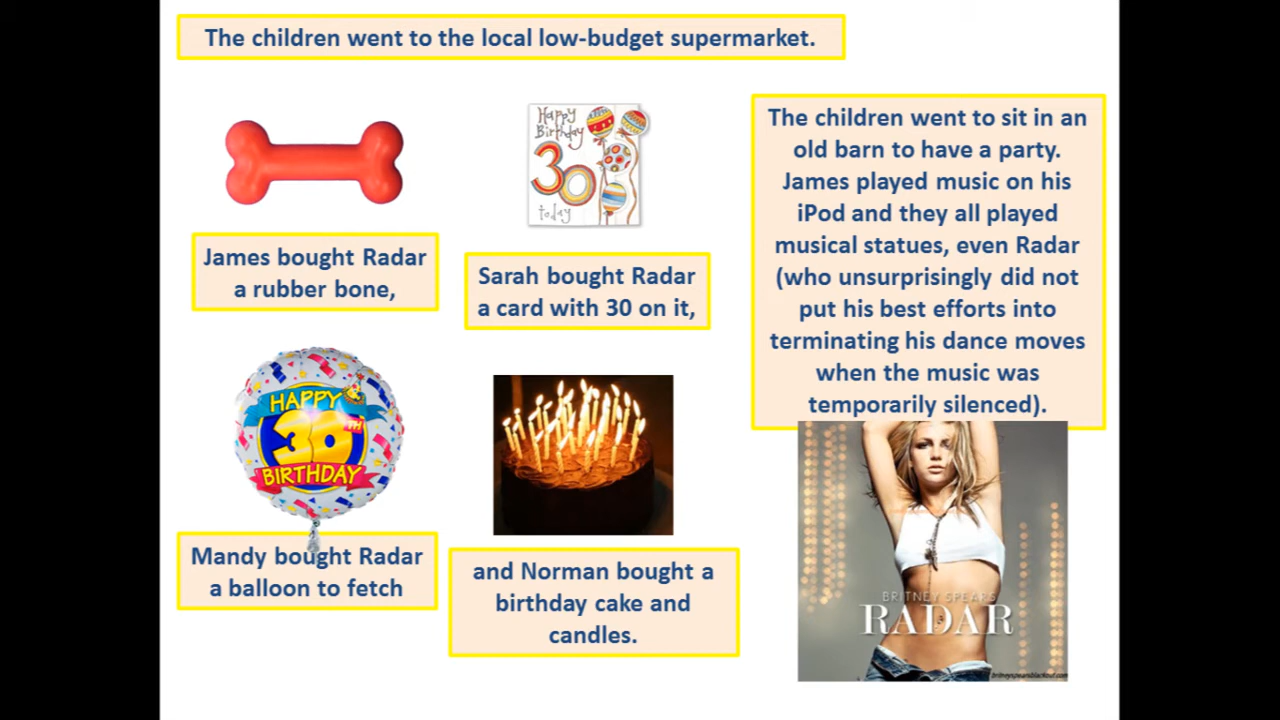 The children went to the local low-budget supermarket.
James bought Radar
a rubber bone,
Happy
Birthday
30
today
Sarah bought Radar
a card with 30 on it,
HAPPY
30TH
BIRTHDAY
Mandy bought Radar
a balloon to fetch
and Norman bought a
birthday cake and
candles.
The children went to sit in an
old barn to have a party.
James played music on his
iPod and they all played
musical statues, even Radar
(who unsurprisingly did not
put his best efforts into
terminating his dance moves
when the music was
temporarily silenced).
BRITNEY SPEARS
RADAR